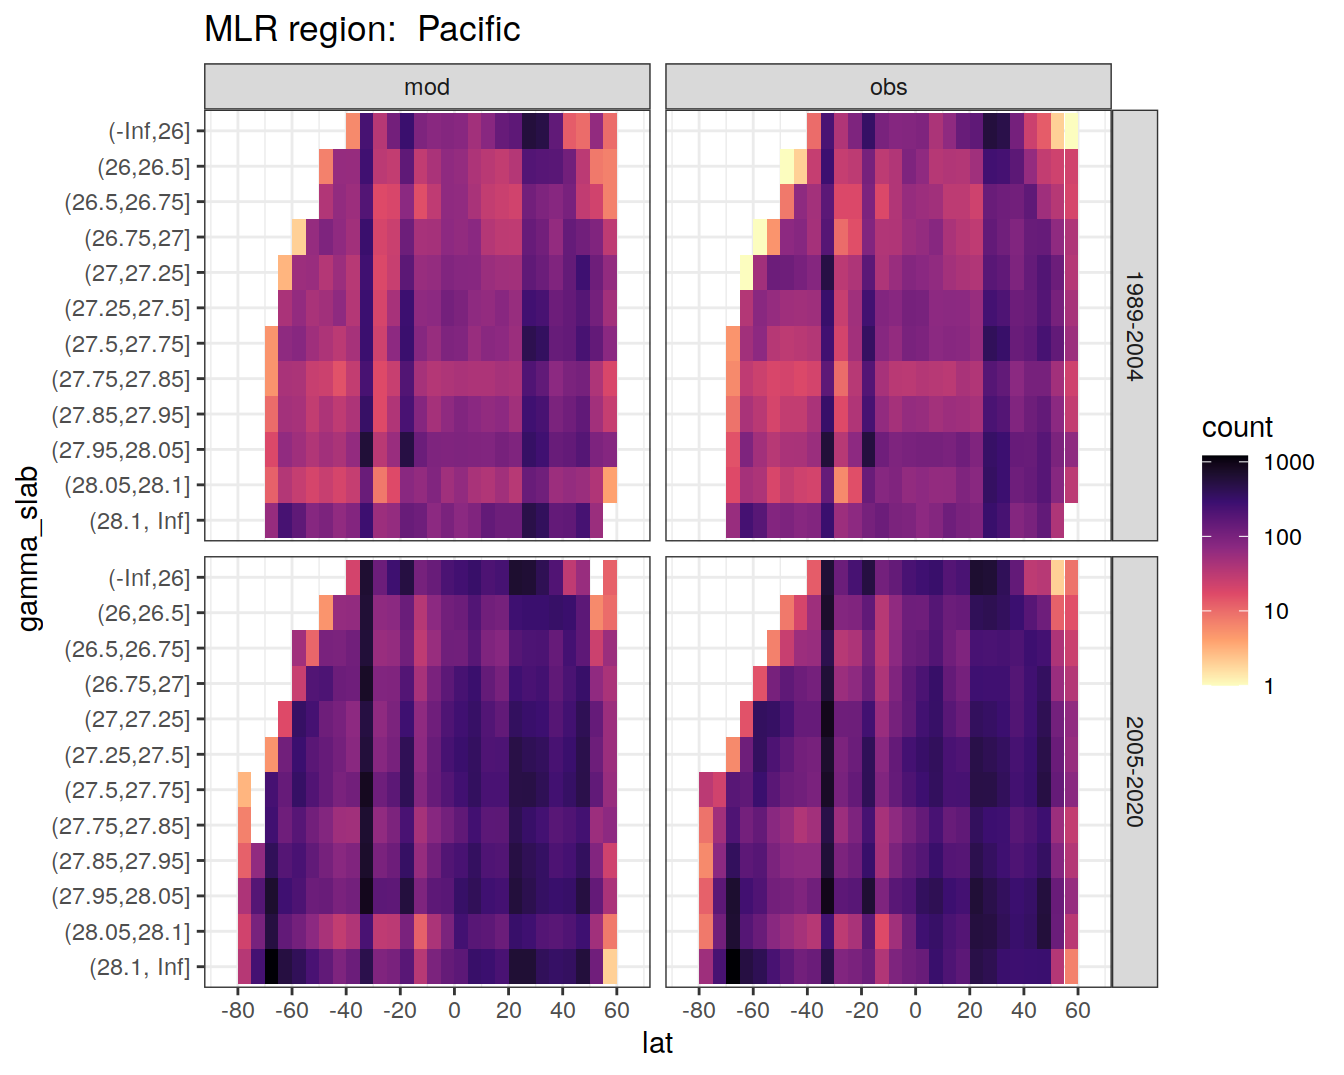 MLR region:  Pacific
mod
obs
(-Inf,26]
(26,26.5]
(26.5,26.75]
(26.75,27]
(27,27.25]
(27.25,27.5]
(27.5,27.75]
(27.75,27.85]
(27.85,27.95]
(27.95,28.05]
(28.05,28.1]
(28.1, Inf]
1989-2004
(-Inf,26]
(26,26.5]
(26.5,26.75]
(26.75,27]
(27,27.25]
(27.25,27.5]
(27.5,27.75]
(27.75,27.85]
(27.85,27.95]
(27.95,28.05]
(28.05,28.1]
(28.1, Inf]
2005-2020
gamma_slab
-80 -60 -40 -20 0 20 40 60
-80 -60 -40 -20 0 20 40 60
lat
count
1000
100
10
1